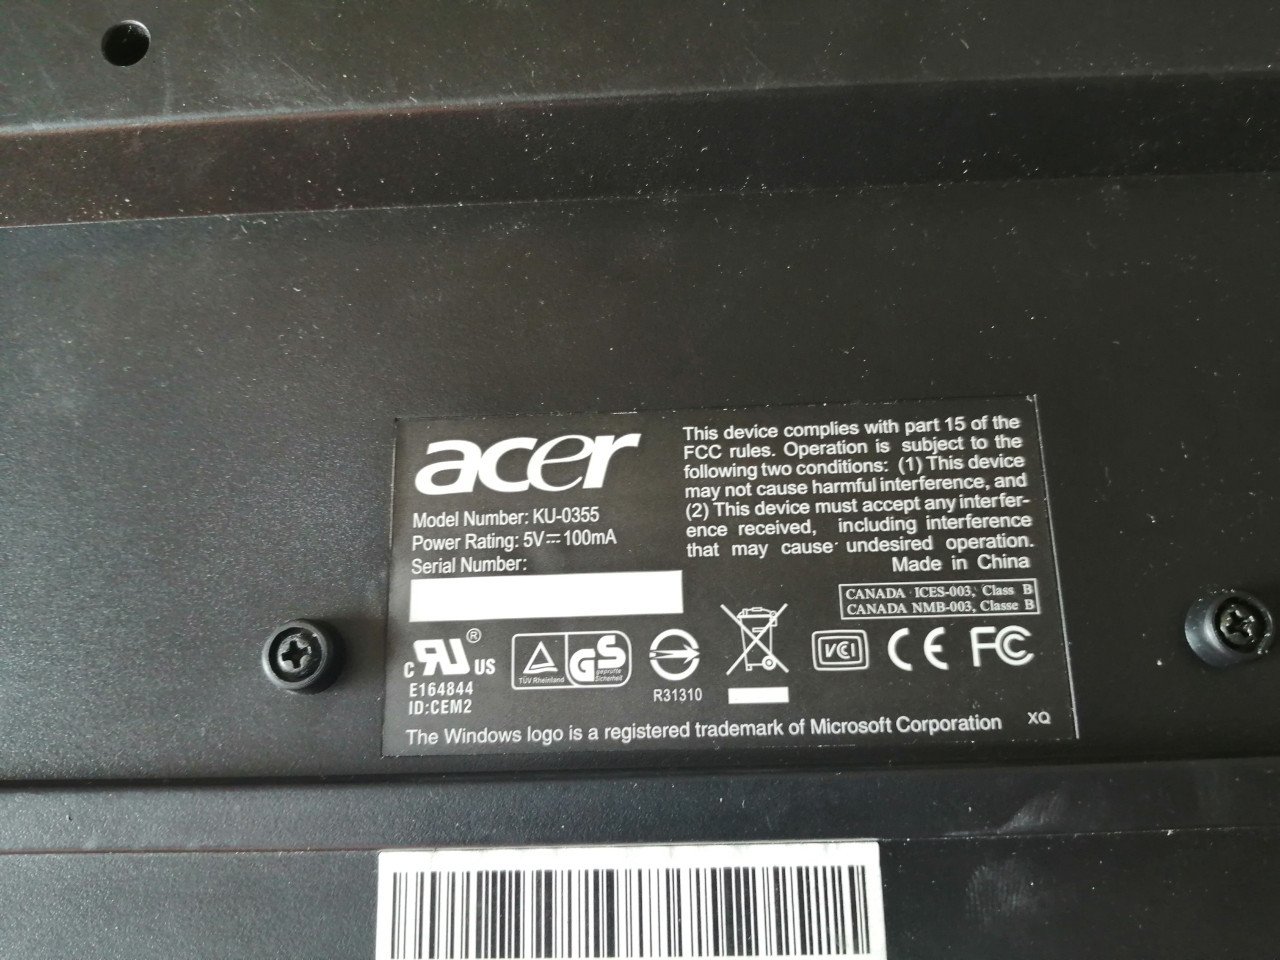 acer
Model Number: KU-0355
Power Rating: 5V⎓100mA
Serial Number:
This device complies with part 15 of the
FCC rules. Operation is subject to the
following two conditions: (1) This device
may not cause harmful interference, and
(2) This device must accept any interfer-
ence received, including interference
that may cause undesired operation.
Made in China
CANADA ICES-003, Class B
CANADA NMB-003, Classe B
c RU ® US
E164844
ID:CEM2
TÜV Rheinland
GS
geprüfte
Sicherheit
R31310
VCI
CE
FC
The Windows logo is a registered trademark of Microsoft Corporation
XQ